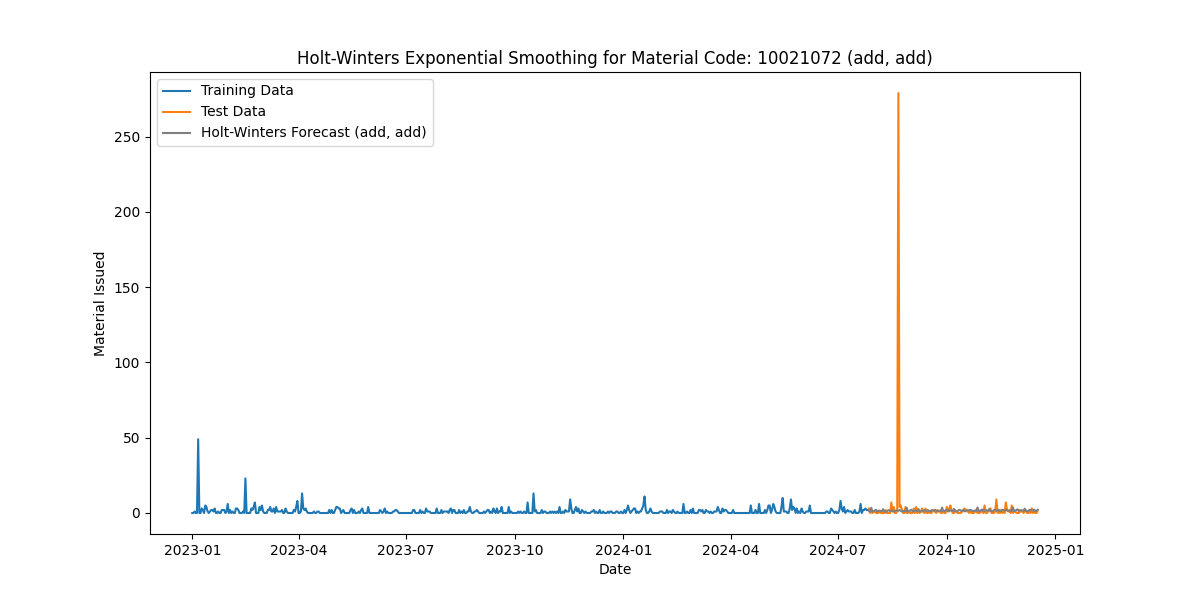 Holt-Winters Exponential Smoothing for Material Code: 10021072 (add, add)
Training Data
Test Data
Holt-Winters Forecast (add, add)
Material Issued
250
200
150
100
50
0
2023-01
2023-04
2023-07
2023-10
2024-01
2024-04
2024-07
2024-10
2025-01
Date